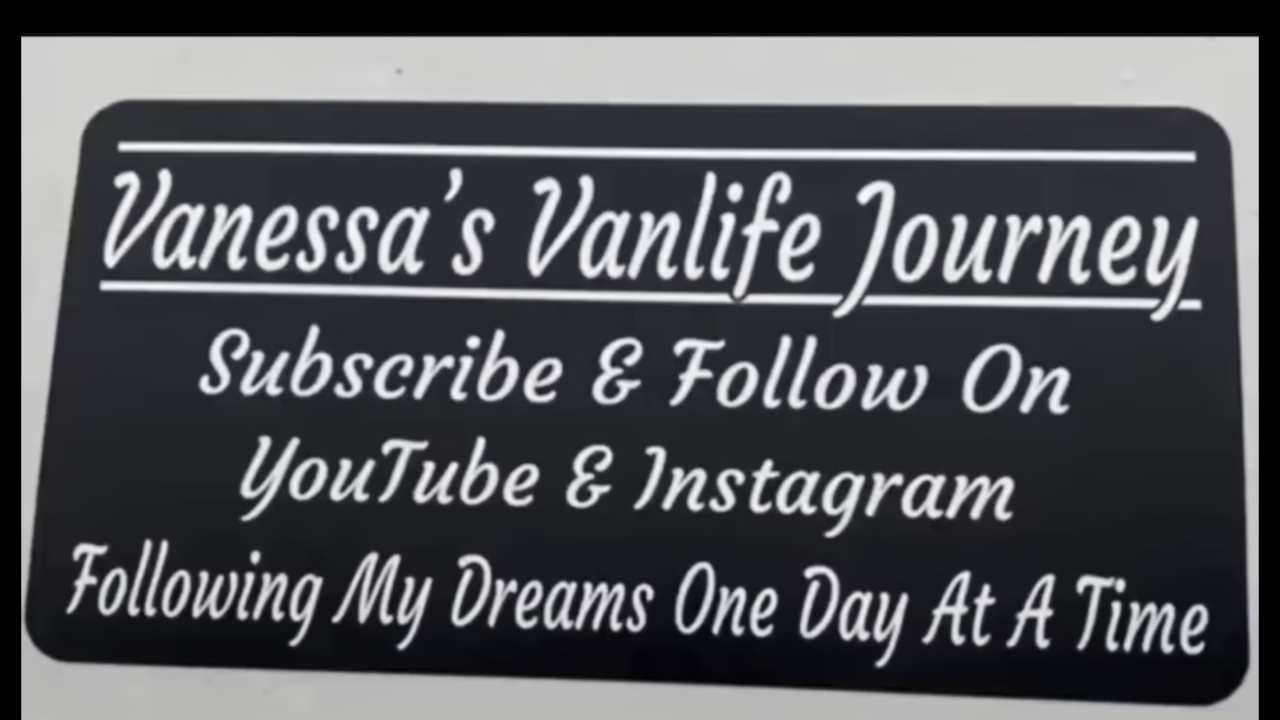 Vanessa's Vanlife Journey
Subscribe & Follow On
YouTube & Instagram
Following My Dreams One Day At A Time